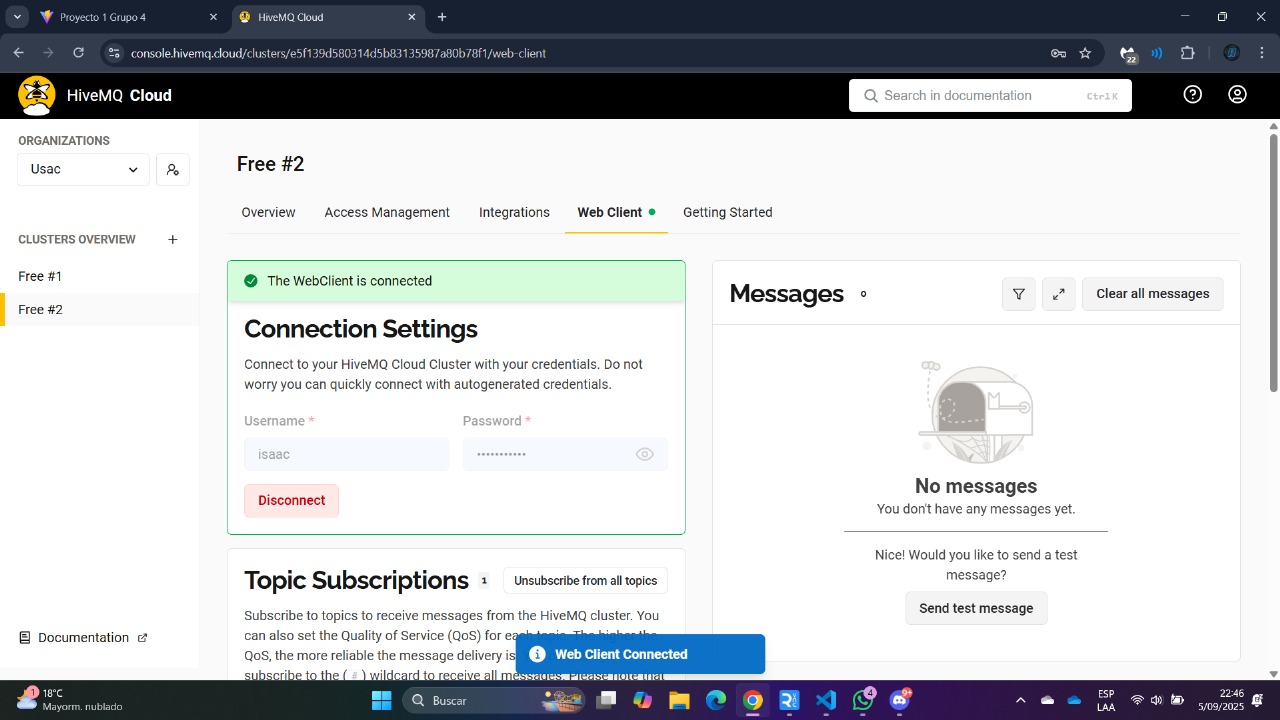 Proyecto 1 Grupo 4
HiveMQ Cloud
console.hivemq.cloud/clusters/e5f139d580314d5b83135987a80b78f1/web-client
22
HiveMQ Cloud
Search in documentation
Ctrl K
ORGANIZATIONS
Usac
CLUSTERS OVERVIEW
Free #1
Free #2
Documentation
Free #2
Overview
Access Management
Integrations
Web Client
Getting Started
The WebClient is connected
Connection Settings
Connect to your HiveMQ Cloud Cluster with your credentials. Do not
worry you can quickly connect with autogenerated credentials.
Username *
Password *
isaac
•••••••••••
Disconnect
Topic Subscriptions 1
Unsubscribe from all topics
Subscribe to topics to receive messages from the HiveMQ cluster. You
can also set the Quality of Service (QoS) for each topic. The higher the
QoS, the more reliable the message delivery is
subscribe to the ( # ) wildcard to receive all messages. Please note that
Messages 0
Clear all messages
No messages
You don't have any messages yet.
Nice! Would you like to send a test
message?
Send test message
Web Client Connected
1
18°C
Mayorm. nublado
Buscar
4
9+
ESP
LAA
22:46
5/09/2025